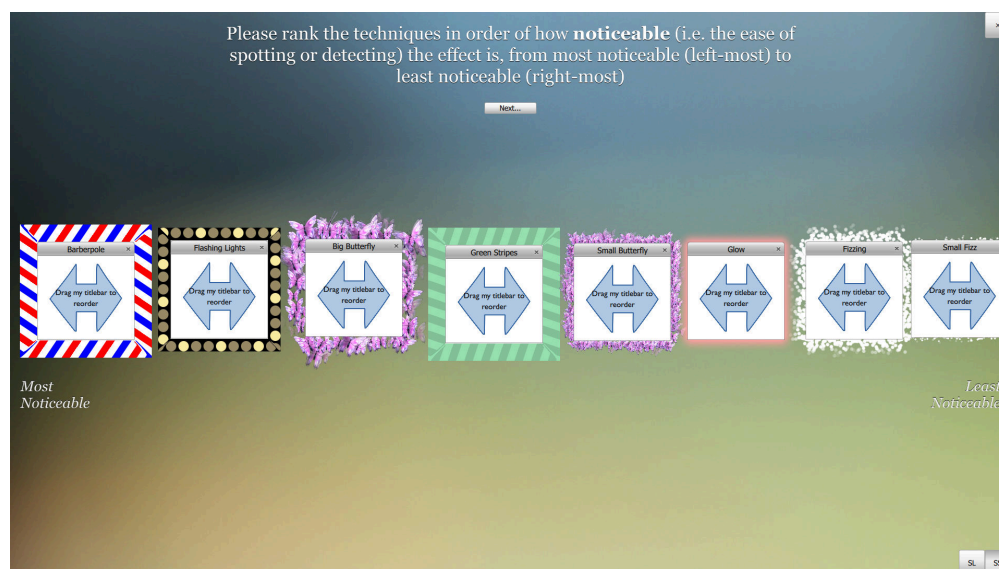 Please rank the techniques in order of how noticeable (i.e. the ease of
spotting or detecting) the effect is, from most noticeable (left-most) to
least noticeable (right-most)
Next...
Barberpole ×
Drag my titlebar to
reorder
Flashing Lights ×
Drag my titlebar to
reorder
Big Butterfly ×
Drag my titlebar to
reorder
Green Stripes ×
Drag my titlebar to
reorder
Small Butterfly ×
Drag my titlebar to
reorder
Glow ×
Drag my titlebar to
reorder
Fizzing ×
Drag my titlebar to
reorder
Small Fizz
Drag my titlebar to
reorder
Most
Noticeable
Least
Noticeable
SL